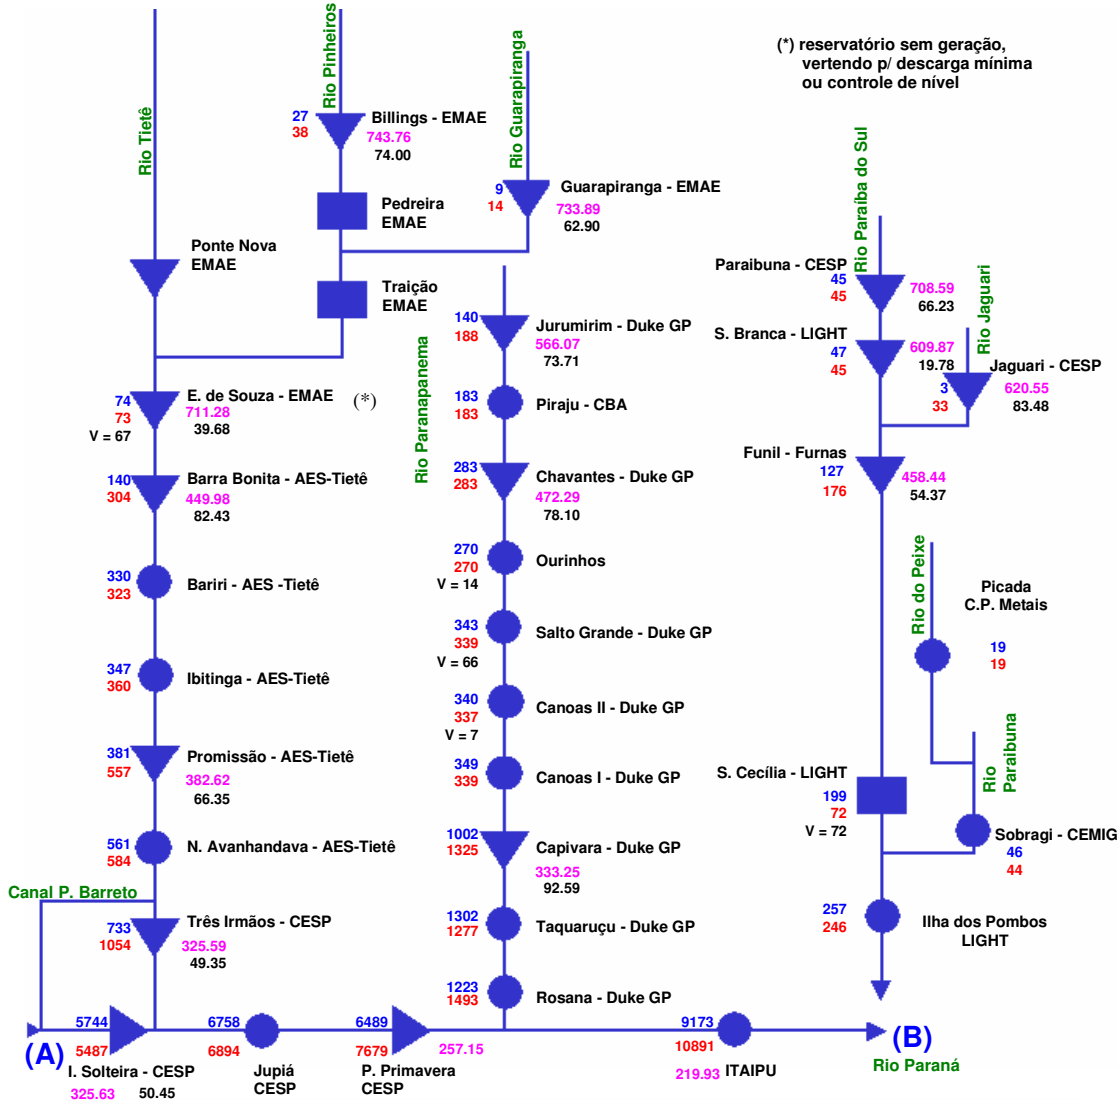 (*) reservatório sem geração,
vertendo p/ descarga mínima
ou controle de nível
Rio Tietê
Rio Pinheiros
Rio Guarapiranga
27
38
Billings - EMAE
743.76
74.00
Pedreira
EMAE
9
14
Guarapiranga - EMAE
733.89
62.90
Ponte Nova
EMAE
Traição
EMAE
74
73
V = 67
E. de Souza - EMAE (*)
711.28
39.68
140
304
Barra Bonita - AES-Tietê
449.98
82.43
330
323
Bariri - AES -Tietê
347
360
Ibitinga - AES-Tietê
381
557
Promissão - AES-Tietê
382.62
66.35
561
584
N. Avanhandava - AES-Tietê
Canal P. Barreto
733
1054
Três Irmãos - CESP
325.59
49.35
Rio Paranapanema
140
188
Jurumirim - Duke GP
566.07
73.71
183
183
Piraju - CBA
283
283
Chavantes - Duke GP
472.29
78.10
270
270
V = 14
Ourinhos
343
339
V = 66
Salto Grande - Duke GP
340
337
V = 7
Canoas II - Duke GP
349
339
Canoas I - Duke GP
1002
1325
Capivara - Duke GP
333.25
92.59
1302
1277
Taquaruçu - Duke GP
1223
1493
Rosana - Duke GP
Rio Paraíba do Sul
Paraibuna - CESP
45
45
708.59
66.23
S. Branca - LIGHT
47
45
609.87
19.78
Rio Jaguari
Jaguari - CESP
3
33
620.55
83.48
Funil - Furnas
127
176
458.44
54.37
Rio do Peixe
Picada
C.P. Metais
19
19
S. Cecília - LIGHT
199
72
V = 72
Rio
Paraibuna
Sobragi - CEMIG
46
44
257
246
Ilha dos Pombos
LIGHT
(A)
5744
5487
I. Solteira - CESP
325.63
50.45
6758
6894
Jupiá
CESP
6489
7679
257.15
P. Primavera
CESP
9173
10891
219.93
ITAIPU
(B)
Rio Paraná